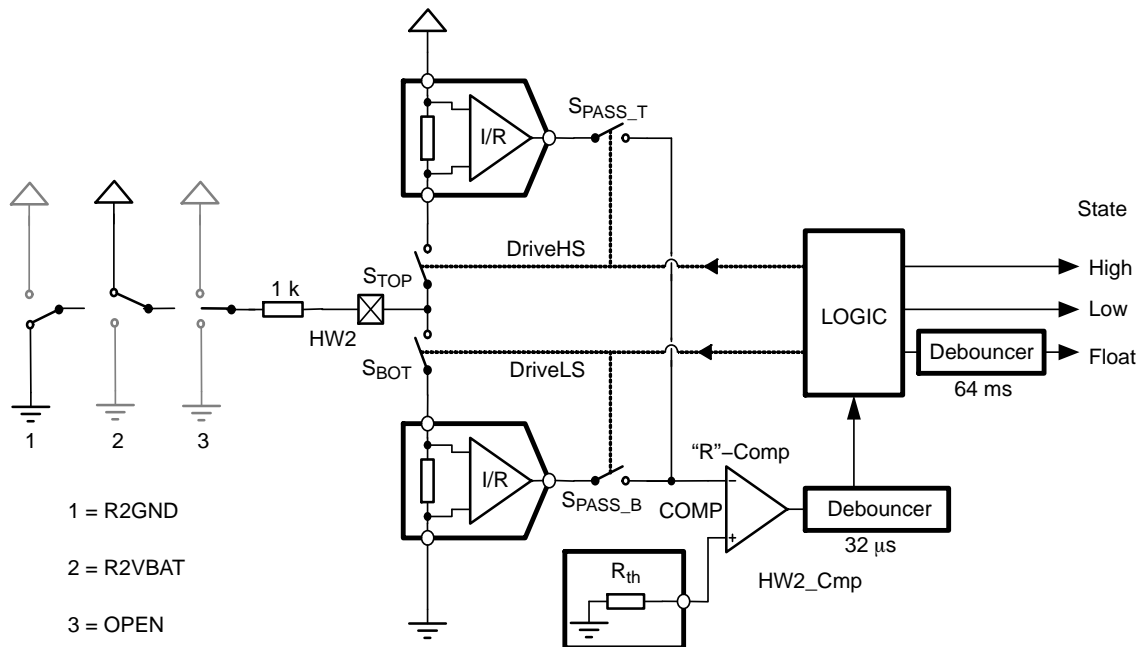 S_PASS_T
I/R
State
DriveHS
High
S_TOP
1 k
LOGIC
Low
HW2
Debouncer
Float
S_BOT
DriveLS
64 ms
1
2
3
"R"−Comp
I/R
−
S_PASS_B
COMP
Debouncer
1 = R2GND
+
32 μs
R_th
HW2_Cmp
2 = R2VBAT
3 = OPEN